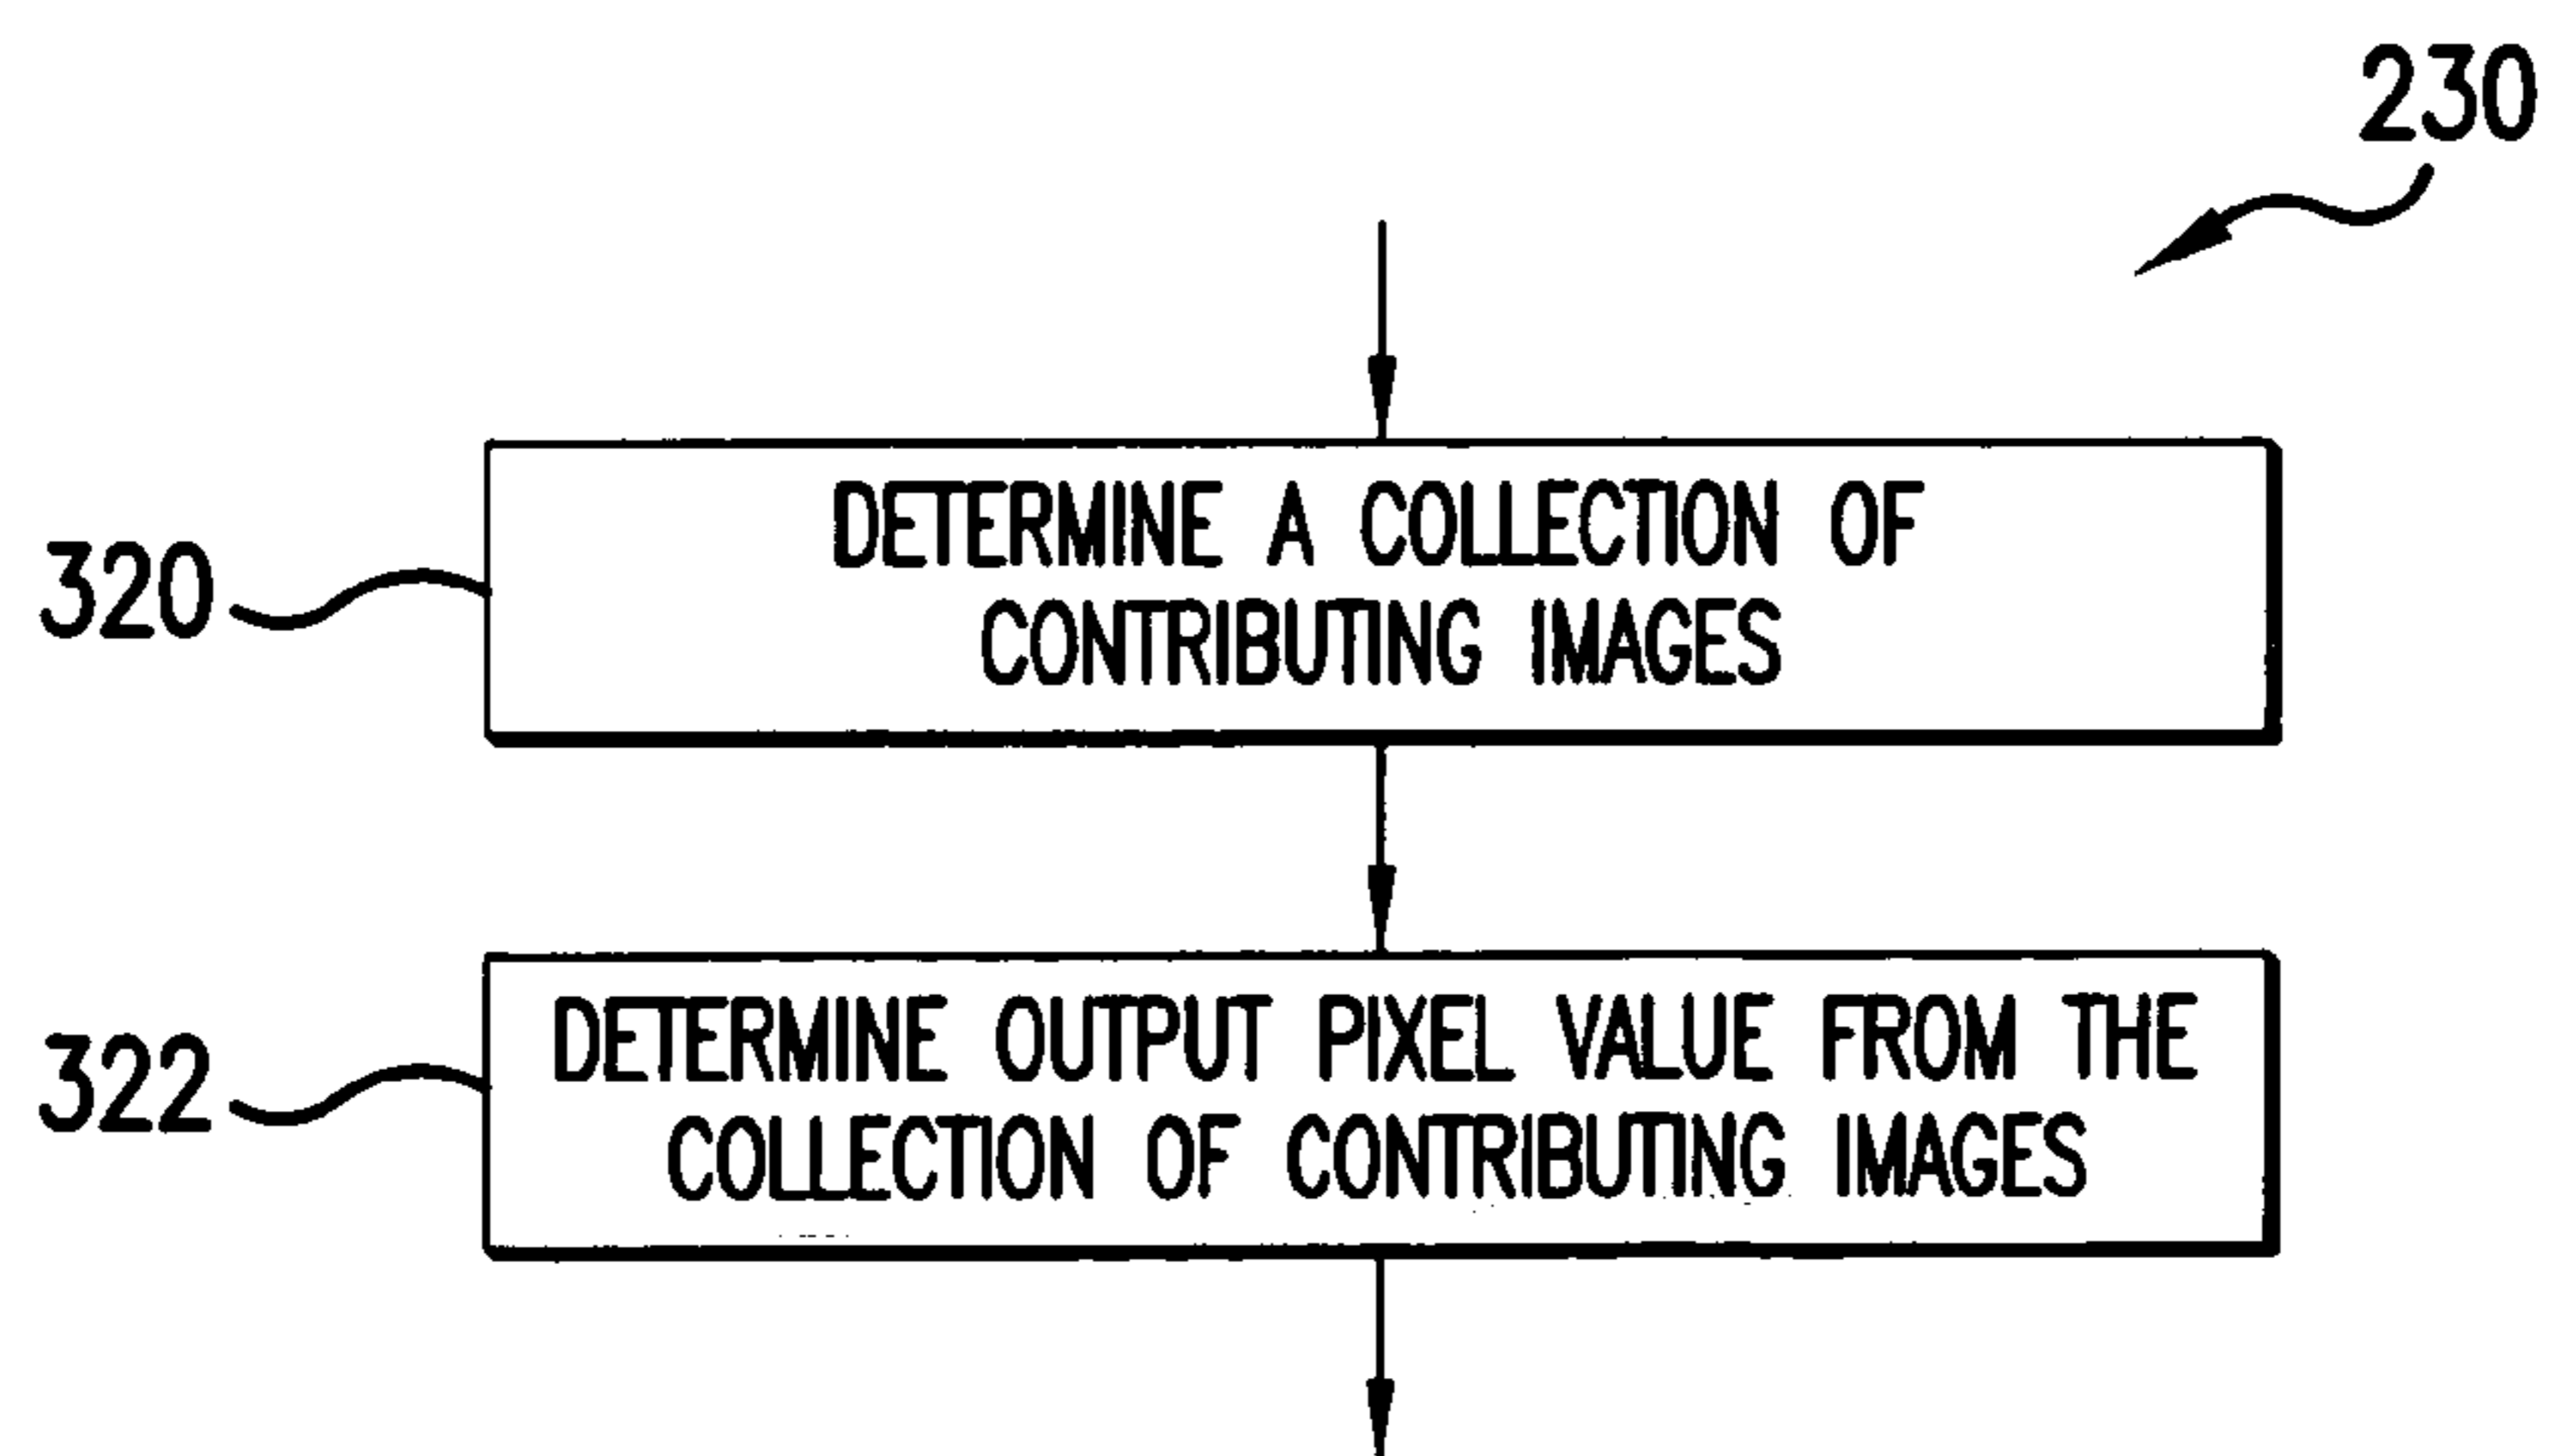 230
320
DETERMINE A COLLECTION OF
CONTRIBUTING IMAGES
322
DETERMINE OUTPUT PIXEL VALUE FROM THE
COLLECTION OF CONTRIBUTING IMAGES